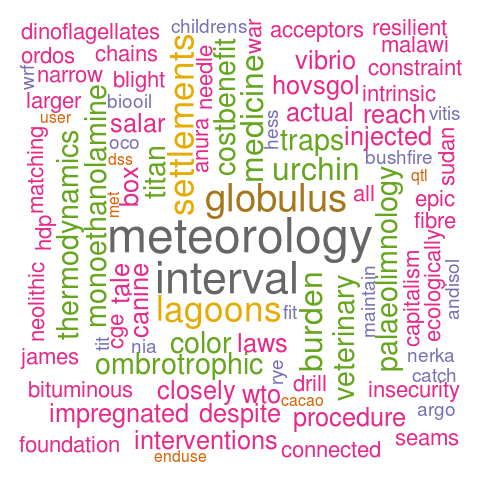 dinoflagellates
childrens
war
acceptors
resilient
malawi
ordos
chains
wrf
narrow
blight
settlements
needle
costbenefit
medicine
vibrio
constraint
larger
biooil
hovsgol
intrinsic
user
salar
anura
actual
reach
vitis
matching
thermodynamics
monoethanolamine
oco
box
titan
hess
traps
injected
sudan
dss
urchin
bushfire
qtl
hdp
met
globulus
all
palaeolimnology
epic
fibre
meteorology
interval
neolithic
cge
tale
canine
lagoons
fit
burden
veterinary
maintain
capitalism
ecologically
andisol
james
tit
nia
color
laws
nerka
ombrotrophic
rye
catch
bituminous
closely
wto
drill
cacao
insecurity
argo
impregnated
despite
procedure
foundation
interventions
connected
seams
enduse